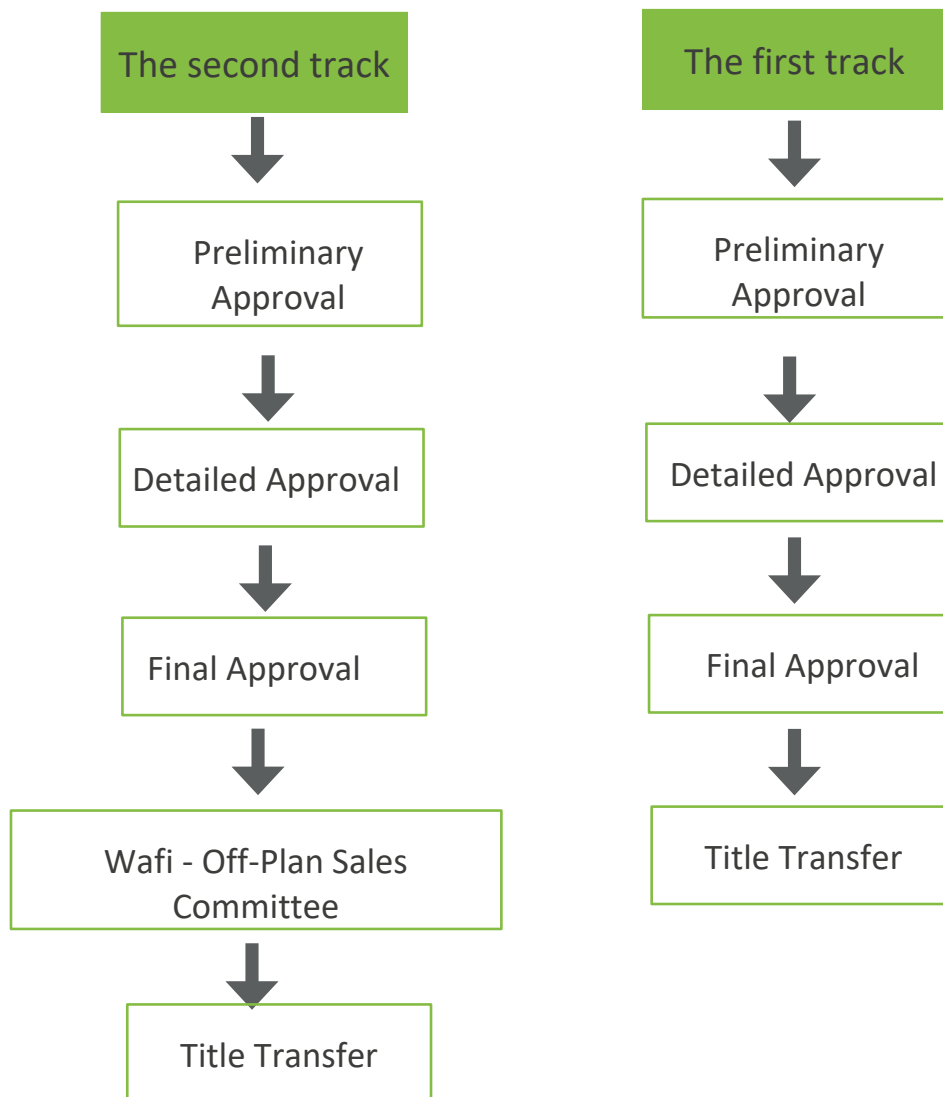 The second track
Preliminary
Approval
Detailed Approval
Final Approval
Wafi - Off-Plan Sales
Committee
Title Transfer
The first track
Preliminary
Approval
Detailed Approval
Final Approval
Title Transfer